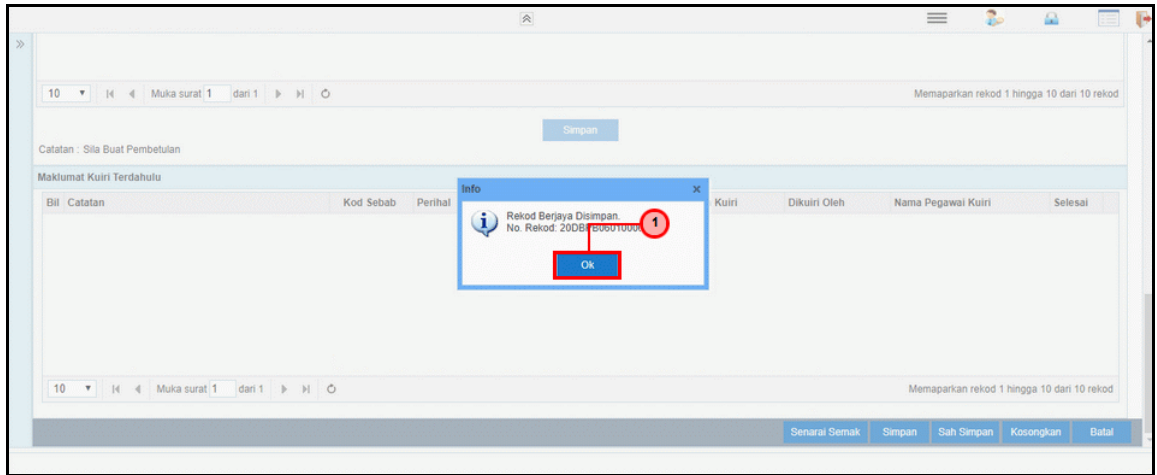 10 Muka surat 1 dari 1 Memaparkan rekod 1 hingga 10 dari 10 rekod
Simpan
Catatan : Sila Buat Pembetulan
Maklumat Kuiri Terdahulu
Bil Catatan Kod Sebab Perihal Kuiri Dikuiri Oleh Nama Pegawai Kuiri Selesai
Info x
Rekod Berjaya Disimpan.
No. Rekod:
1
Ok
10 Muka surat 1 dari 1 Memaparkan rekod 1 hingga 10 dari 10 rekod
Senarai Semak Simpan Sah Simpan Kosongkan Batal